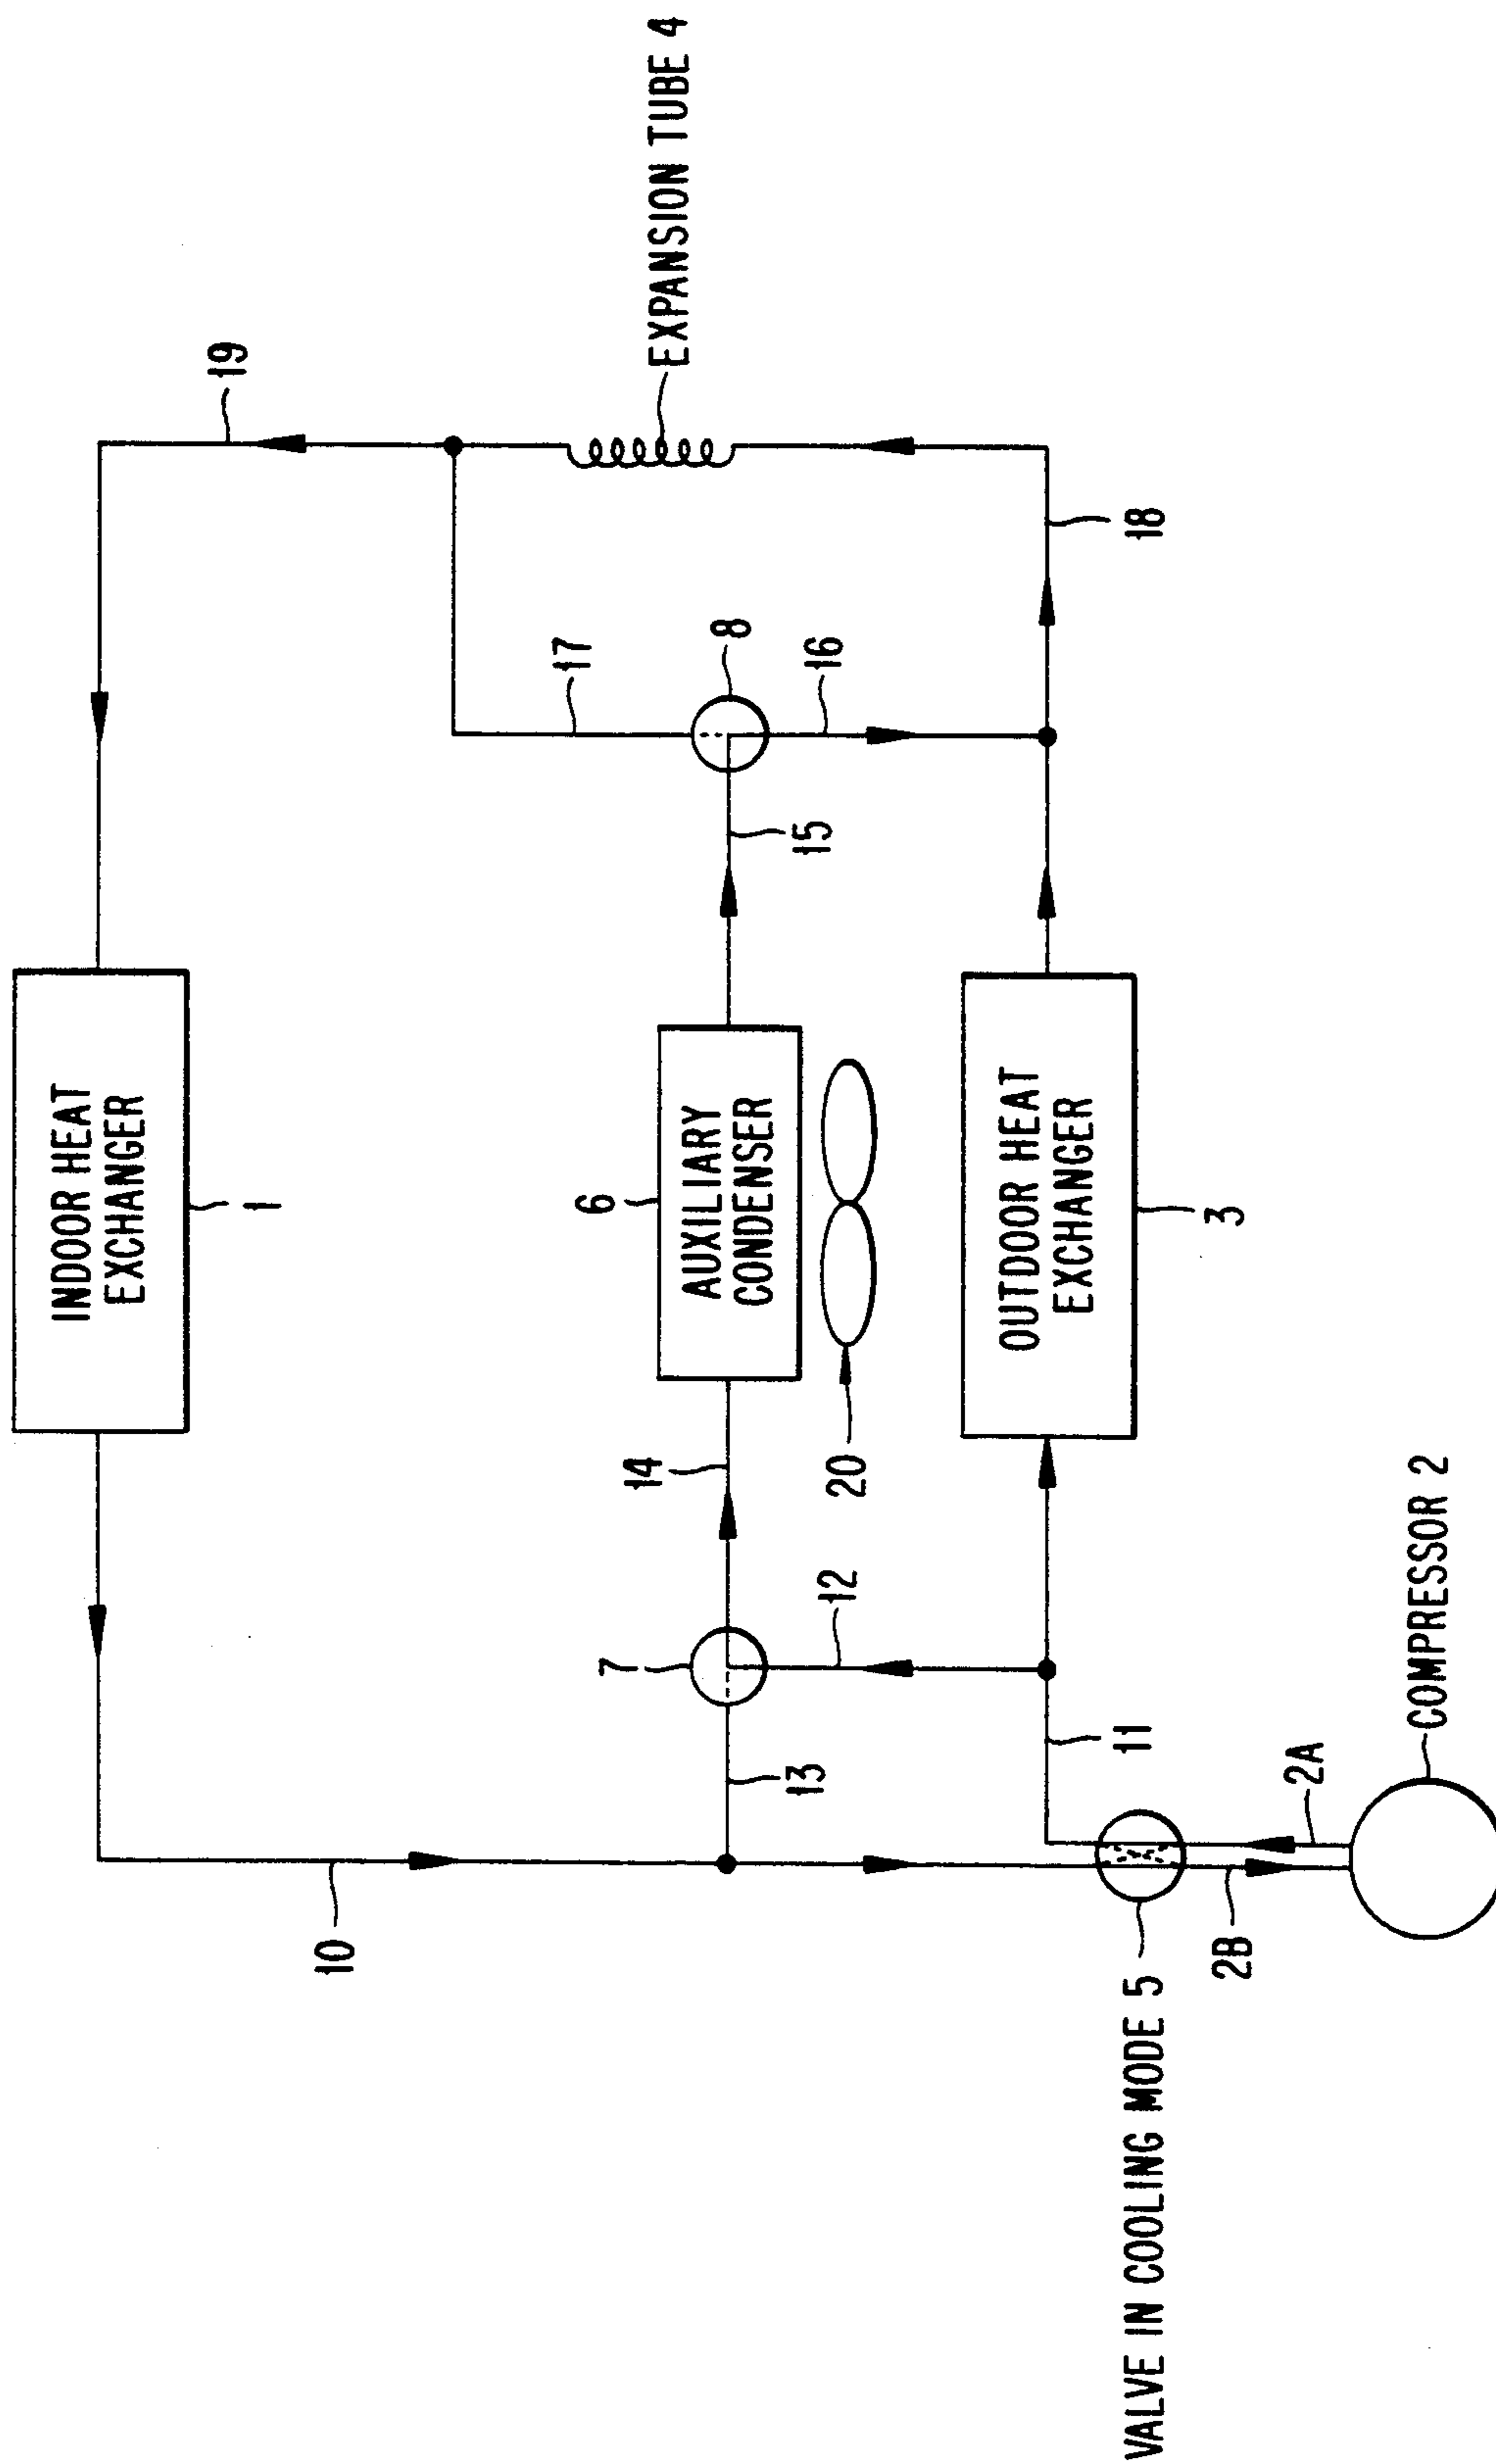 INDOOR HEAT
EXCHANGER
1
10
19
17
EXPANSION TUBE 4
6
AUXILIARY
CONDENSER
14
7
8
13
12
20
15
16
OUTDOOR HEAT
EXCHANGER
3
18
11
VALVE IN COOLING MODE 5
2B
2A
COMPRESSOR 2